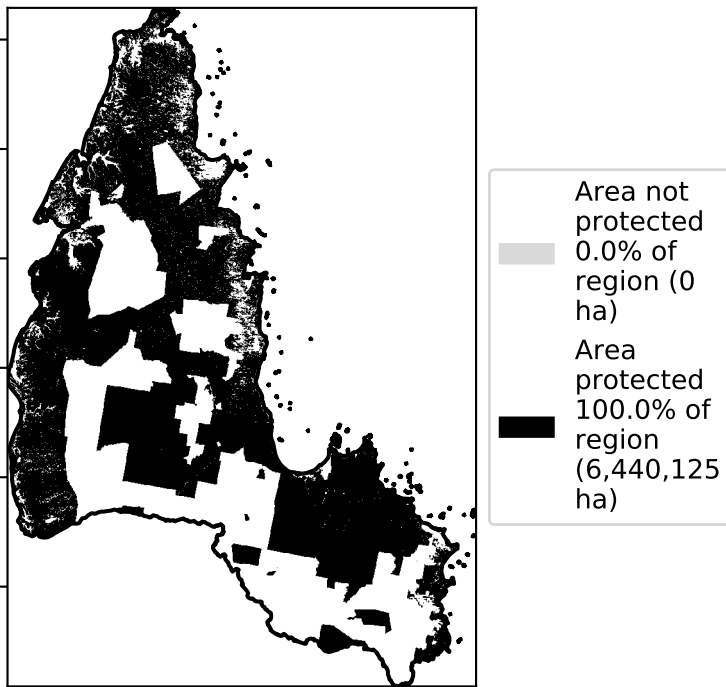 Area not
protected
0.0% of
region (0
ha)
Area
protected
100.0% of
region
(6,440,125
ha)